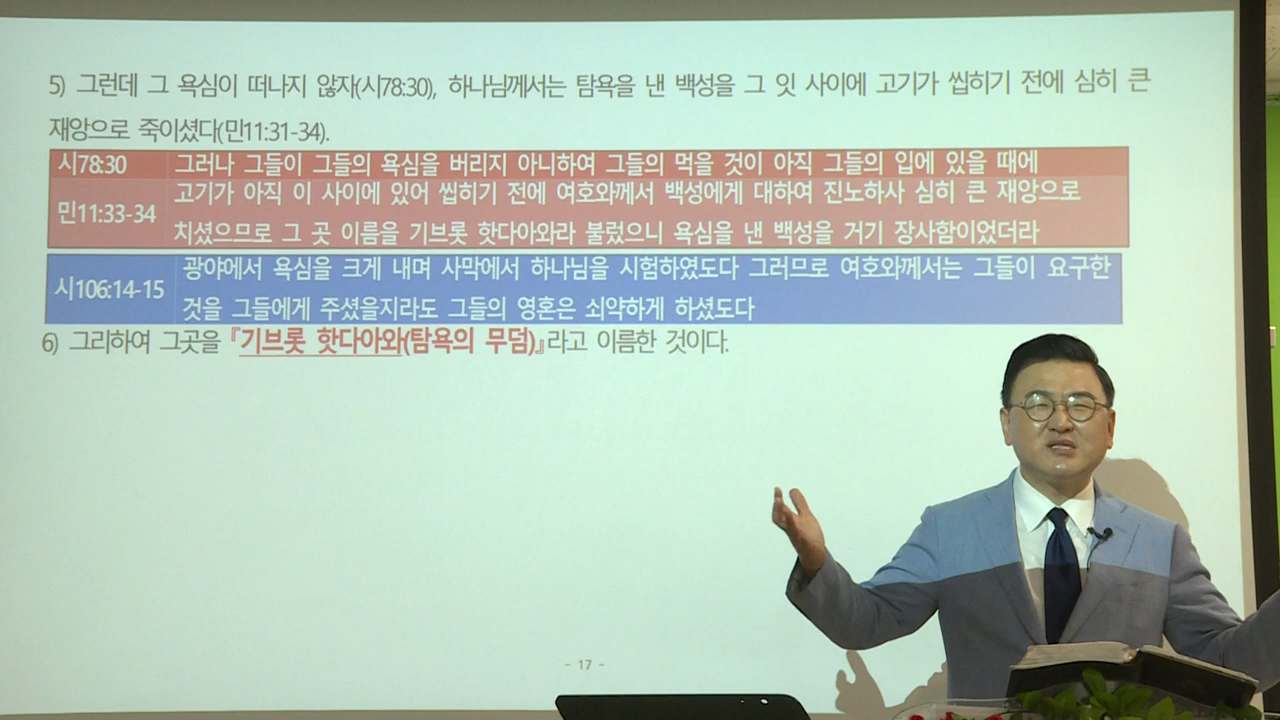 5) 그런데 그 욕심이 떠나지 않자(시78:30), 하나님께서는 탐욕을 낸 백성을 그 잇 사이에 고기가 씹히기 전에 심히 큰
재앙으로 죽이셨다(민11:31-34).
시78:30 그러나 그들이 그들의 욕심을 버리지 아니하여 그들의 먹을 것이 아직 그들의 입에 있을 때에
민11:33-34 고기가 아직 이 사이에 있어 씹히기 전에 여호와께서 백성에게 대하여 진노하사 심히 큰 재앙으로
치셨으므로 그 곳 이름을 기브롯 핫다아와라 불렀으니 욕심을 낸 백성을 거기 장사함이었더라
시106:14-15 광야에서 욕심을 크게 내며 사막에서 하나님을 시험하였도다 그러므로 여호와께서는 그들이 요구한
것을 그들에게 주셨을지라도 그들의 영혼은 쇠약하게 하셨도다
6) 그리하여 그곳을 『기브롯 핫다아와(탐욕의 무덤)』라고 이름한 것이다.
- 17 -